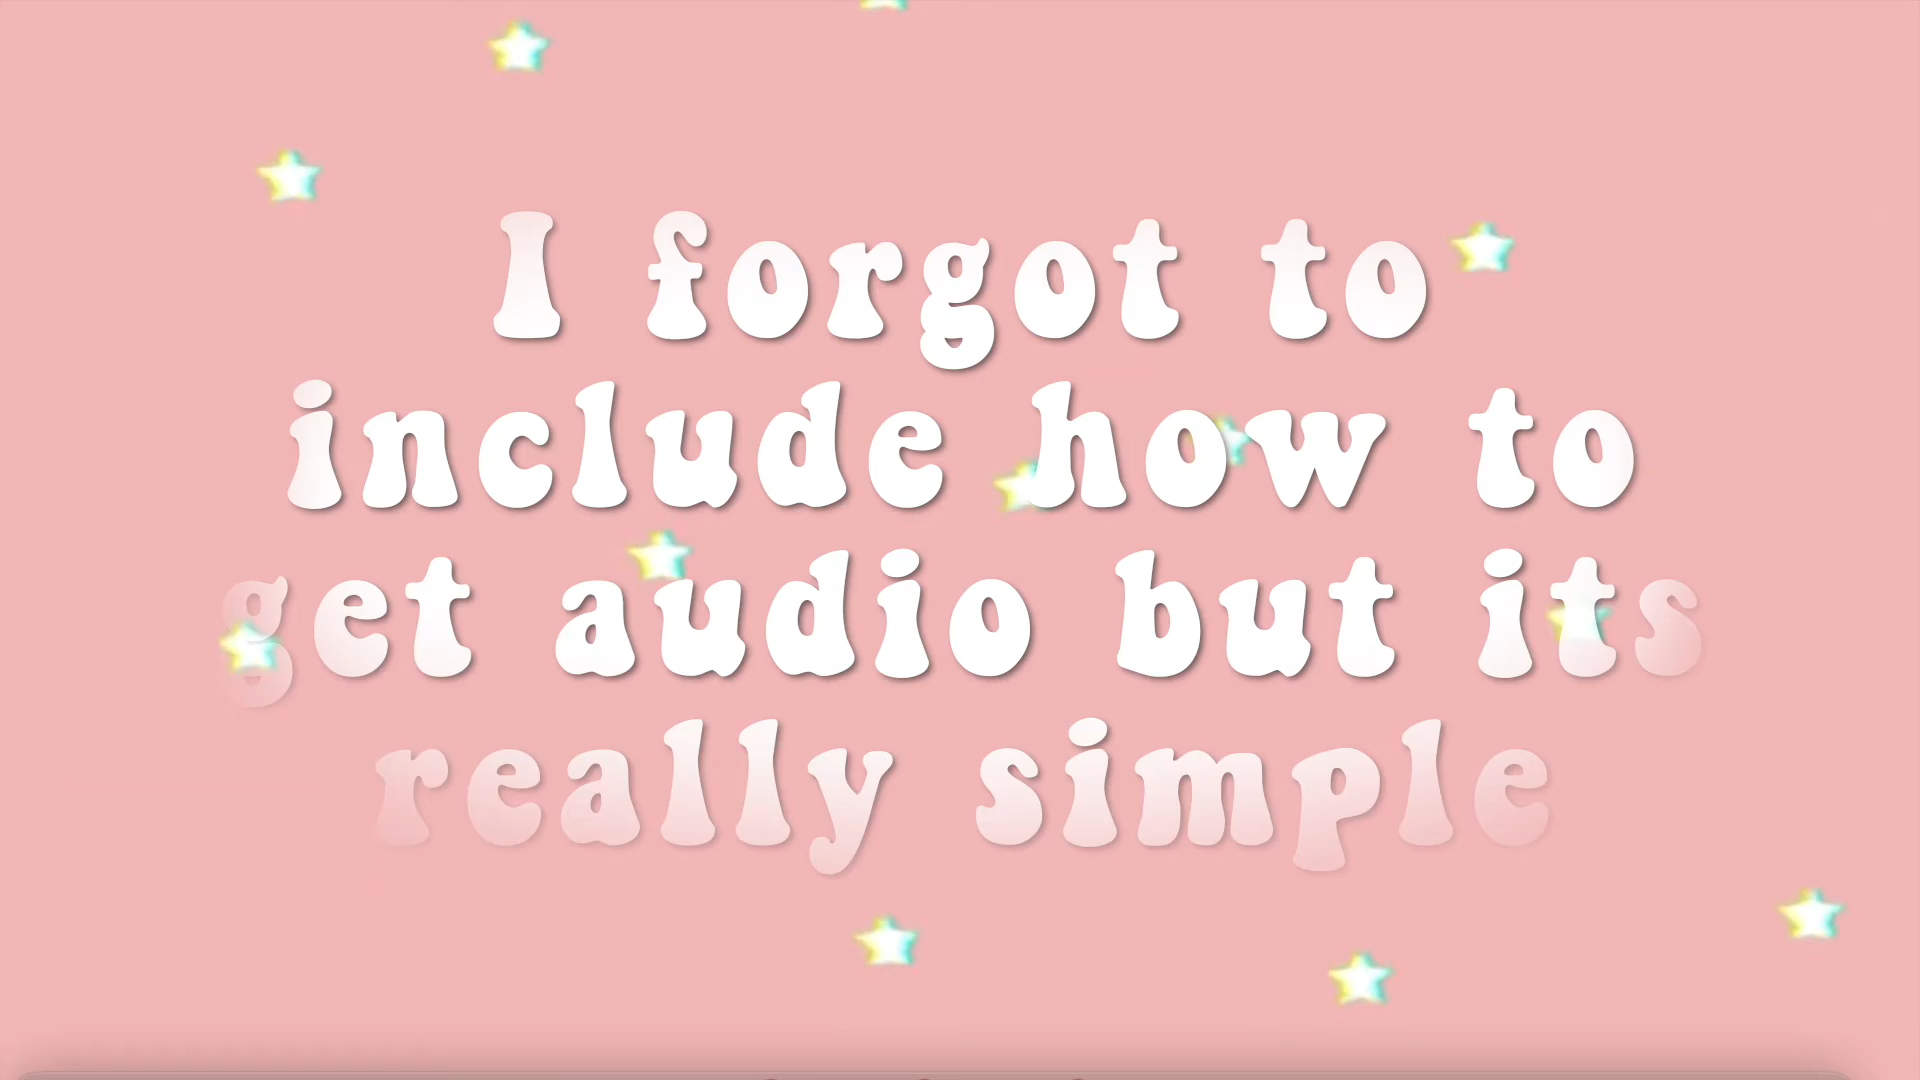 I forgot to
include how to
get audio but its
really simple